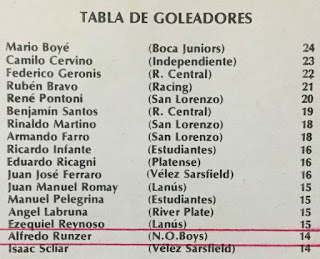 TABLA DE GOLEADORES
Mario Boyé (Boca Juniors) 24
Camilo Cervino (Independiente) 23
Federico Geronis (R. Central) 22
Rubén Bravo (Racing) 21
René Pontoni (San Lorenzo) 20
Benjamín Santos (R. Central) 19
Rinaldo Martino (San Lorenzo) 18
Armando Farro (San Lorenzo) 18
Ricardo Infante (Estudiantes) 16
Eduardo Ricagni (Platense) 16
Juan José Ferraro (Vélez Sarsfield) 16
Juan Manuel Romay (Lanús) 15
Manuel Pelegrina (Estudiantes) 15
Angel Labruna (River Plate) 15
Ezequiel Reynoso (Lanús) 15
Alfredo Runzer (N.O.Boys) 14
Isaac Scliar (Vélez Sarsfield) 14